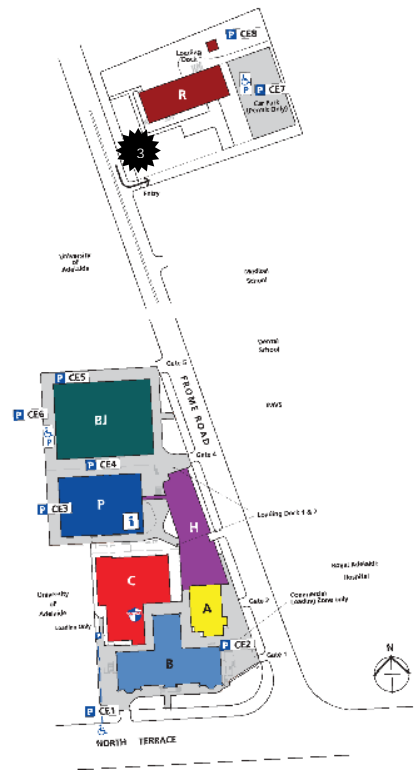 P CE8
Loading
Dock
R
P
P CE7
Car Park
(Permit Only)
3
Entry
University
of
Adelaide
Medical
School
Dental
School
IMVS
Gate 5
P CE5
FROME ROAD
P CE6
BJ
P
Gate 4
P CE4
P CE3
P
i
H
Loading Dock 1 & 2
C
Royal Adelaide
Hospital
University
of
Adelaide
Commercial
Loading Zone only
A
Gate 2
Loading Only
P
P CE2
B
Gate 1
N
P CE1
NORTH TERRACE